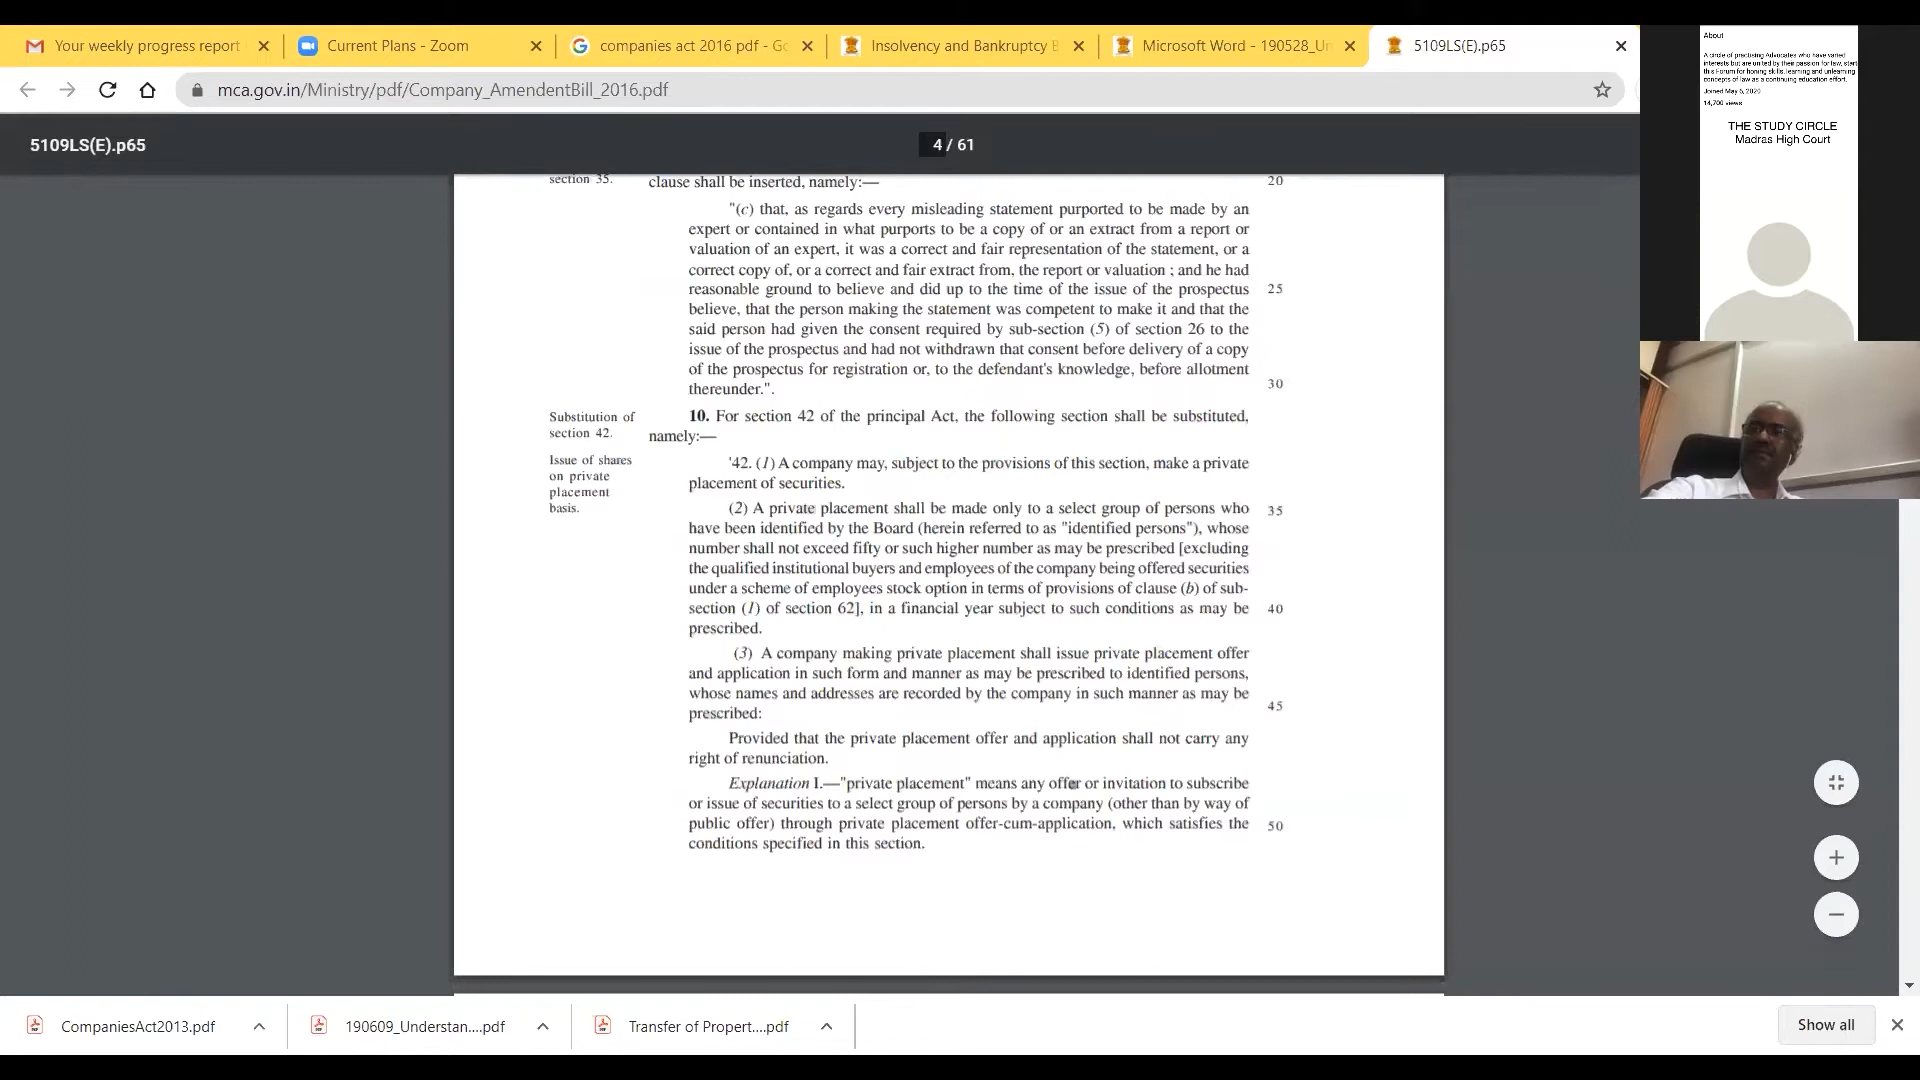 Your weekly progress report
Current Plans - Zoom
companies act 2016 pdf - Go
Insolvency and Bankruptcy B
Microsoft Word - 190528_Un
5109LS(E).p65
mca.gov.in/Ministry/pdf/Company_AmendentBill_2016.pdf
5109LS(E).p65
4 / 61
section 35.
clause shall be inserted, namely:—
20
"(c) that, as regards every misleading statement purported to be made by an
expert or contained in what purports to be a copy of or an extract from a report or
valuation of an expert, it was a correct and fair representation of the statement, or a
correct copy of, or a correct and fair extract from, the report or valuation ; and he had
reasonable ground to believe and did up to the time of the issue of the prospectus
25
believe, that the person making the statement was competent to make it and that the
said person had given the consent required by sub-section (5) of section 26 to the
issue of the prospectus and had not withdrawn that consent before delivery of a copy
of the prospectus for registration or, to the defendant's knowledge, before allotment
30
thereunder.".
Substitution of
section 42.
10. For section 42 of the principal Act, the following section shall be substituted,
namely:—
Issue of shares
on private
placement
basis.
'42. (1) A company may, subject to the provisions of this section, make a private
placement of securities.
(2) A private placement shall be made only to a select group of persons who
35
have been identified by the Board (herein referred to as "identified persons"), whose
number shall not exceed fifty or such higher number as may be prescribed [excluding
the qualified institutional buyers and employees of the company being offered securities
under a scheme of employees stock option in terms of provisions of clause (b) of sub-
section (1) of section 62], in a financial year subject to such conditions as may be
40
prescribed.
(3) A company making private placement shall issue private placement offer
and application in such form and manner as may be prescribed to identified persons,
whose names and addresses are recorded by the company in such manner as may be
45
prescribed:
Provided that the private placement offer and application shall not carry any
right of renunciation.
Explanation I.—"private placement" means any offer or invitation to subscribe
or issue of securities to a select group of persons by a company (other than by way of
public offer) through private placement offer-cum-application, which satisfies the
50
conditions specified in this section.
About
A circle of practising Advocates who have varied
interests but are united by their passion for law, start
this Forum for honing skills, learning and unlearning
concepts of law as a continuing education effort.
Joined May 6, 2020
14,700 views
THE STUDY CIRCLE
Madras High Court
CompaniesAct2013.pdf
190609_Understan....pdf
Transfer of Propert....pdf
Show all